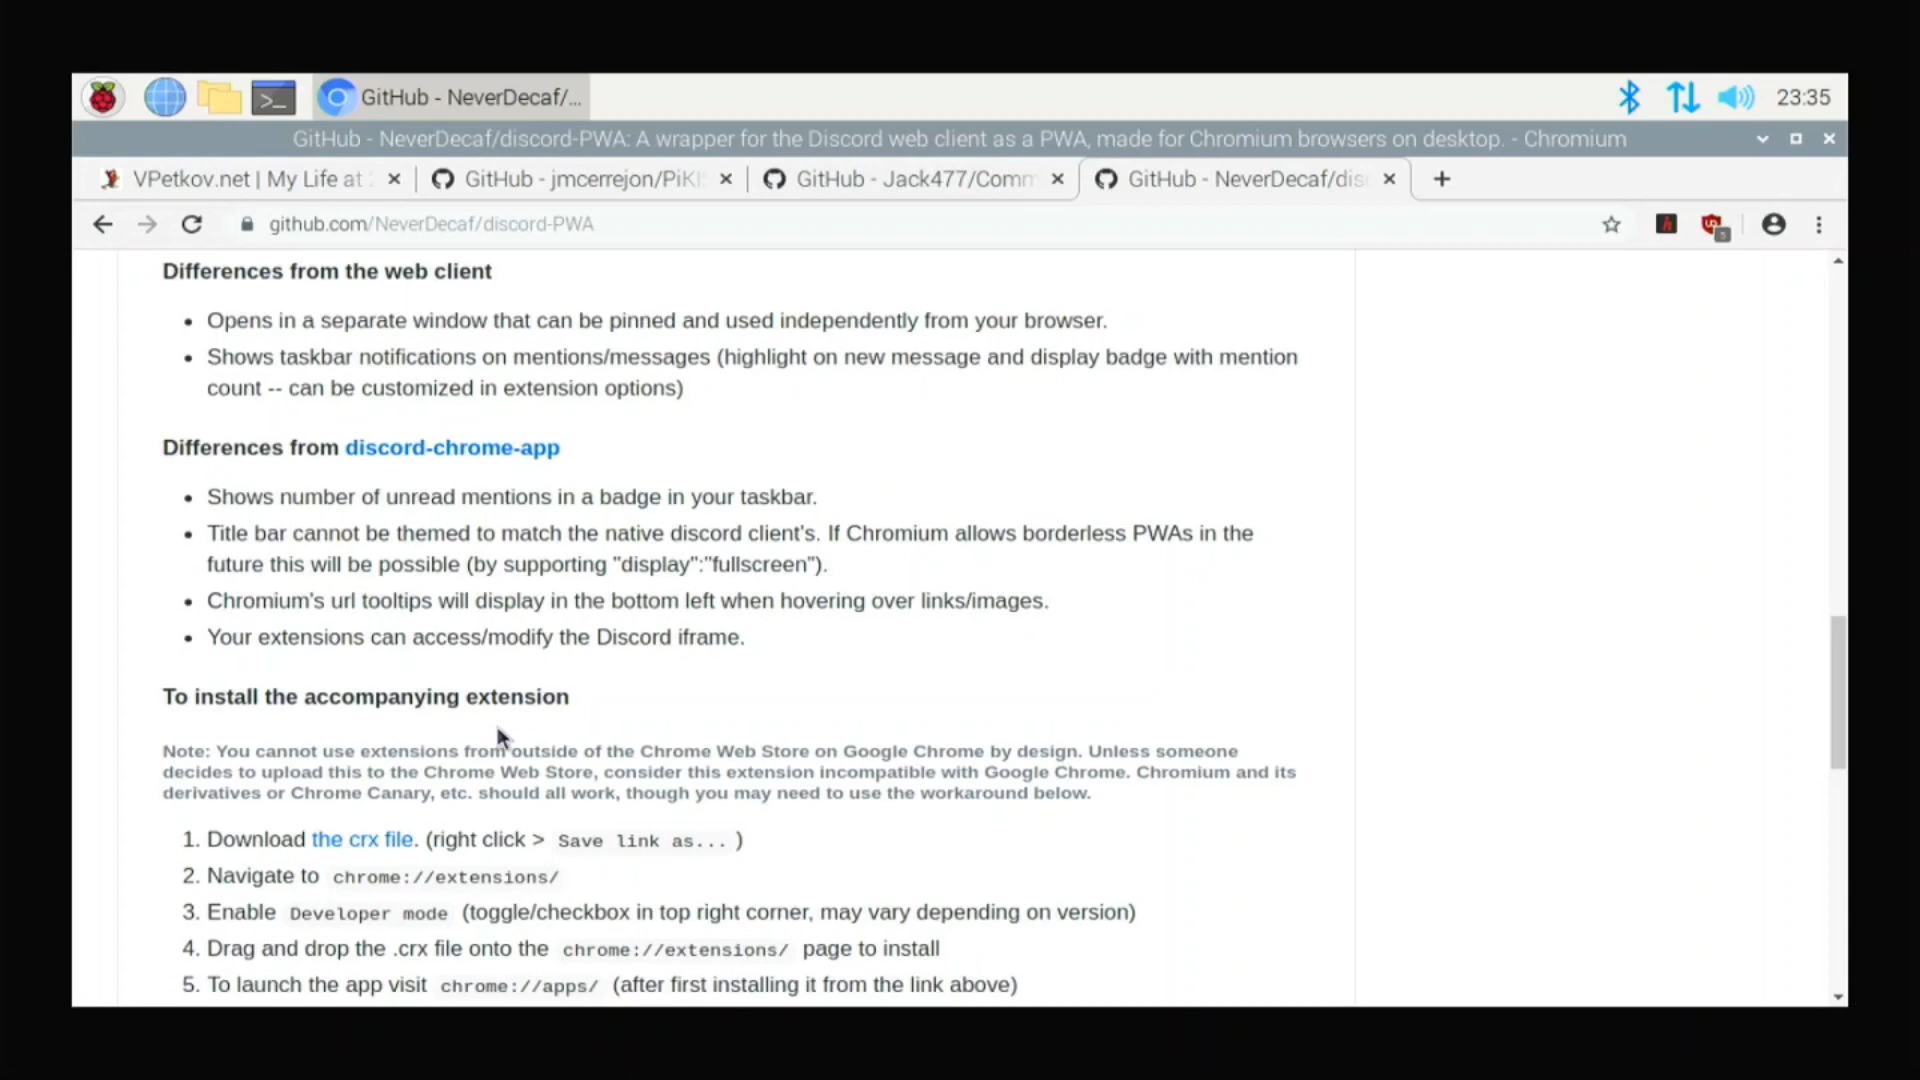 GitHub - NeverDecaf/...
23:35
GitHub - NeverDecaf/discord-PWA: A wrapper for the Discord web client as a PWA, made for Chromium browsers on desktop. - Chromium
VPetkov.net | My Life at
GitHub - jmcerrejon/PiKI
GitHub - Jack477/Comm
GitHub - NeverDecaf/dis
github.com/NeverDecaf/discord-PWA
5
Differences from the web client
• Opens in a separate window that can be pinned and used independently from your browser.
• Shows taskbar notifications on mentions/messages (highlight on new message and display badge with mention
count -- can be customized in extension options)
Differences from discord-chrome-app
• Shows number of unread mentions in a badge in your taskbar.
• Title bar cannot be themed to match the native discord client's. If Chromium allows borderless PWAs in the
future this will be possible (by supporting "display":"fullscreen").
• Chromium's url tooltips will display in the bottom left when hovering over links/images.
• Your extensions can access/modify the Discord iframe.
To install the accompanying extension
Note: You cannot use extensions from outside of the Chrome Web Store on Google Chrome by design. Unless someone
decides to upload this to the Chrome Web Store, consider this extension incompatible with Google Chrome. Chromium and its
derivatives or Chrome Canary, etc. should all work, though you may need to use the workaround below.
1. Download the crx file. (right click > Save link as... )
2. Navigate to chrome://extensions/
3. Enable Developer mode (toggle/checkbox in top right corner, may vary depending on version)
4. Drag and drop the .crx file onto the chrome://extensions/ page to install
5. To launch the app visit chrome://apps/ (after first installing it from the link above)